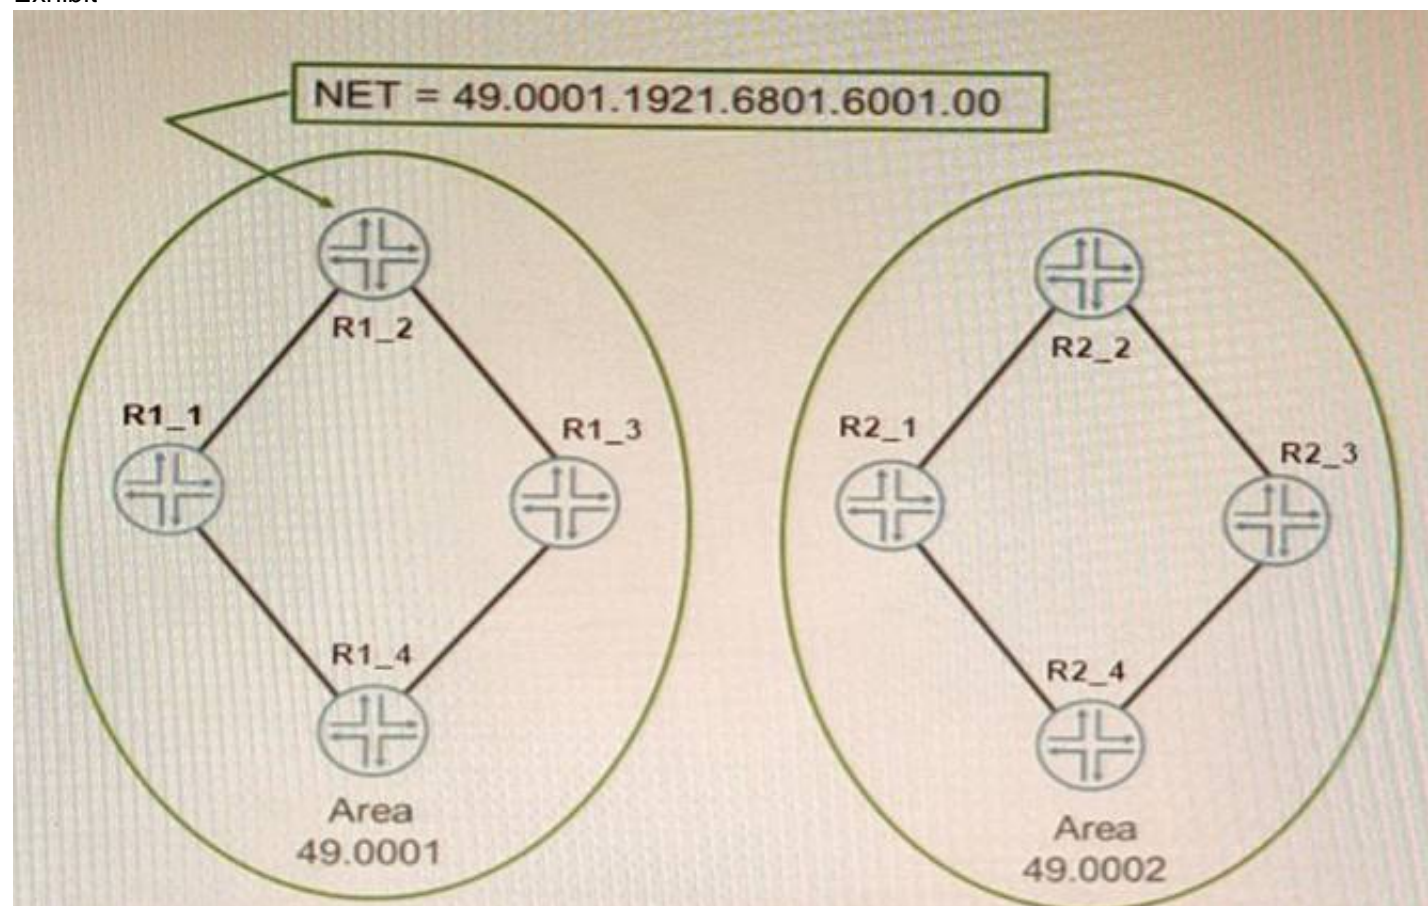 Exhibit
NET = 49.0001.1921.6801.6001.00
R1_2
R2_2
R1_1
R1_3
R2_1
R2_3
R1_4
R2_4
Area
49.0001
Area
49.0002